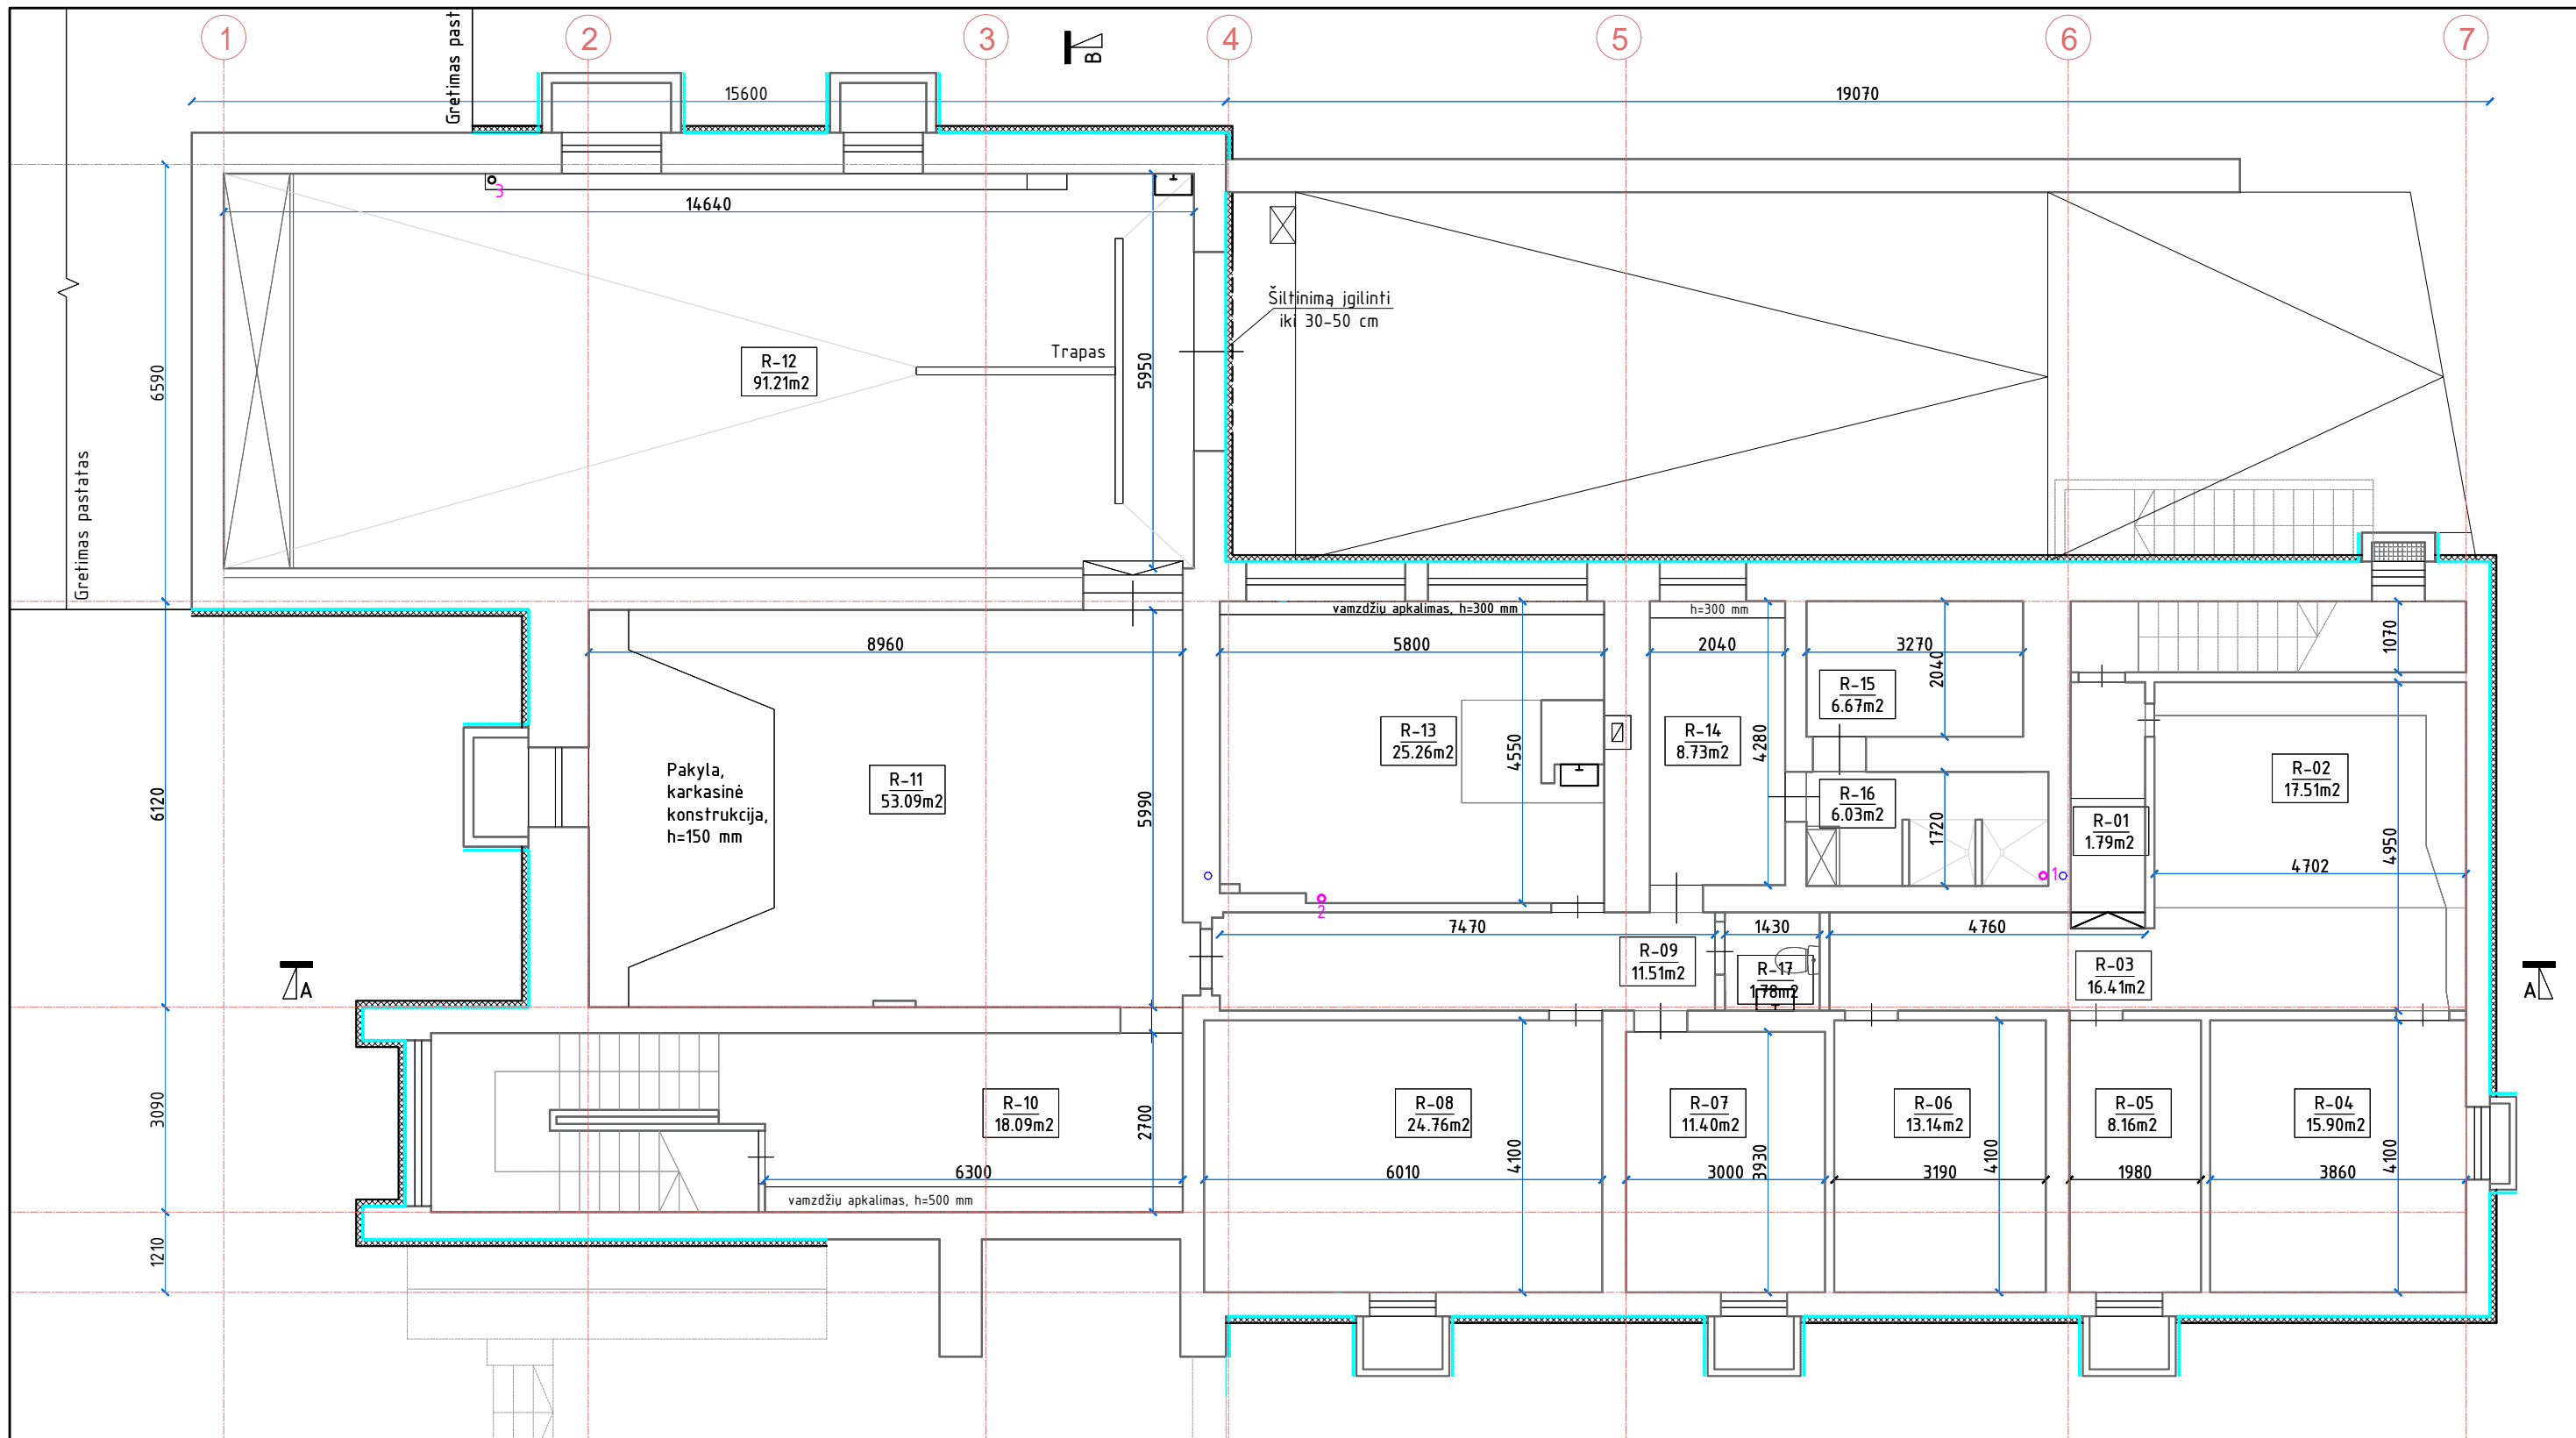 1
2
3
4
5
6
7
B
Gretimas past
15600
19070
3
14640
Šiltinimą įgilinti
iki 30-50 cm
Trapas
R-12
91.21m2
5950
6590
Gretimas pastatas
vamzdžių apkalimas, h=300 mm
h=300 mm
8960
5800
2040
3270
2040
1070
R-15
6.67m2
R-13
25.26m2
R-14
8.73m2
4550
4280
R-02
17.51m2
Pakyla,
karkasinė
konstrukcija,
h=150 mm
R-11
53.09m2
5990
6120
R-16
6.03m2
1720
R-01
1.79m2
4950
4702
1
2
7470
1430
4760
R-09
11.51m2
R-17
1.78m2
R-03
16.41m2
A
A
R-10
18.09m2
2700
3090
R-08
24.76m2
4100
R-07
11.40m2
3930
R-06
13.14m2
4100
R-05
8.16m2
R-04
15.90m2
4100
6300
6010
3000
3190
1980
3860
vamzdžių apkalimas, h=500 mm
1210